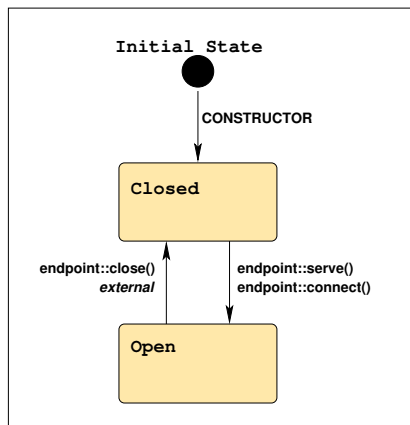 Initial State
CONSTRUCTOR
Closed
endpoint::close()
external
endpoint::serve()
endpoint::connect()
Open